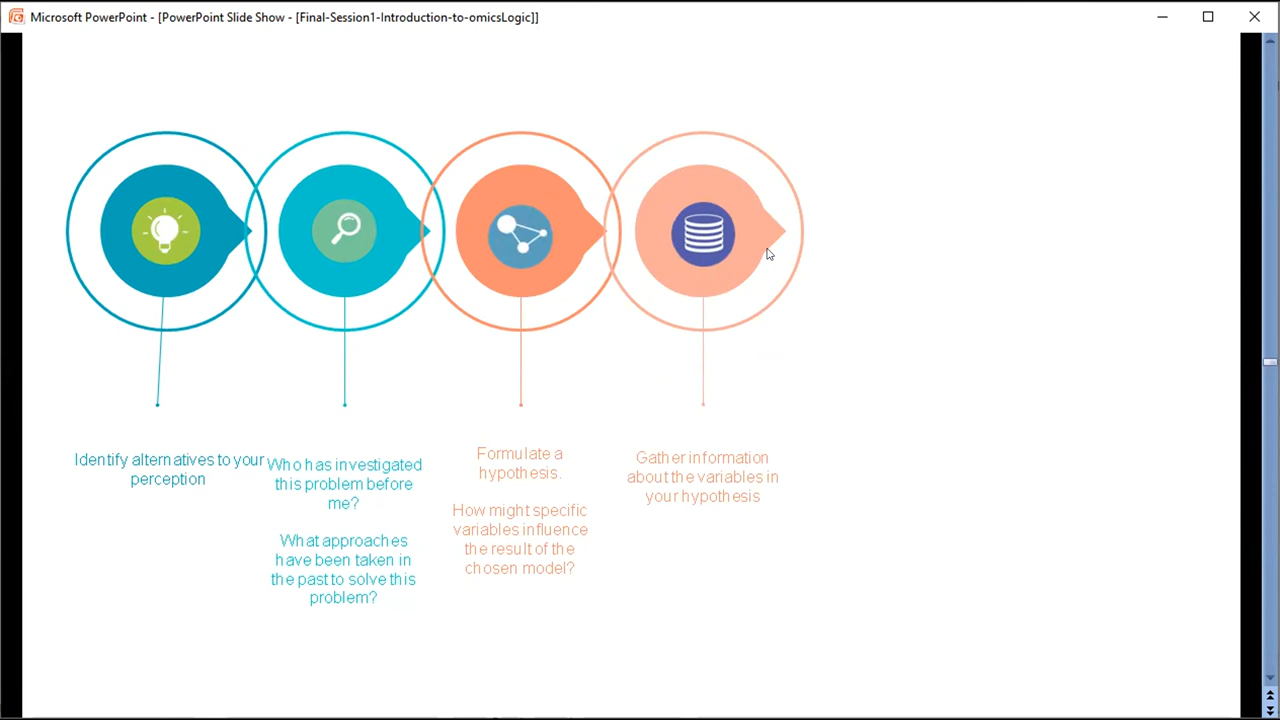 Microsoft PowerPoint - [PowerPoint Slide Show - [Final-Session1-Introduction-to-omicsLogic]]
Identify alternatives to your
perception
Who has investigated
this problem before
me?
What approaches
have been taken in
the past to solve this
problem?
Formulate a
hypothesis.
How might specific
variables influence
the result of the
chosen model?
Gather information
about the variables in
your hypothesis